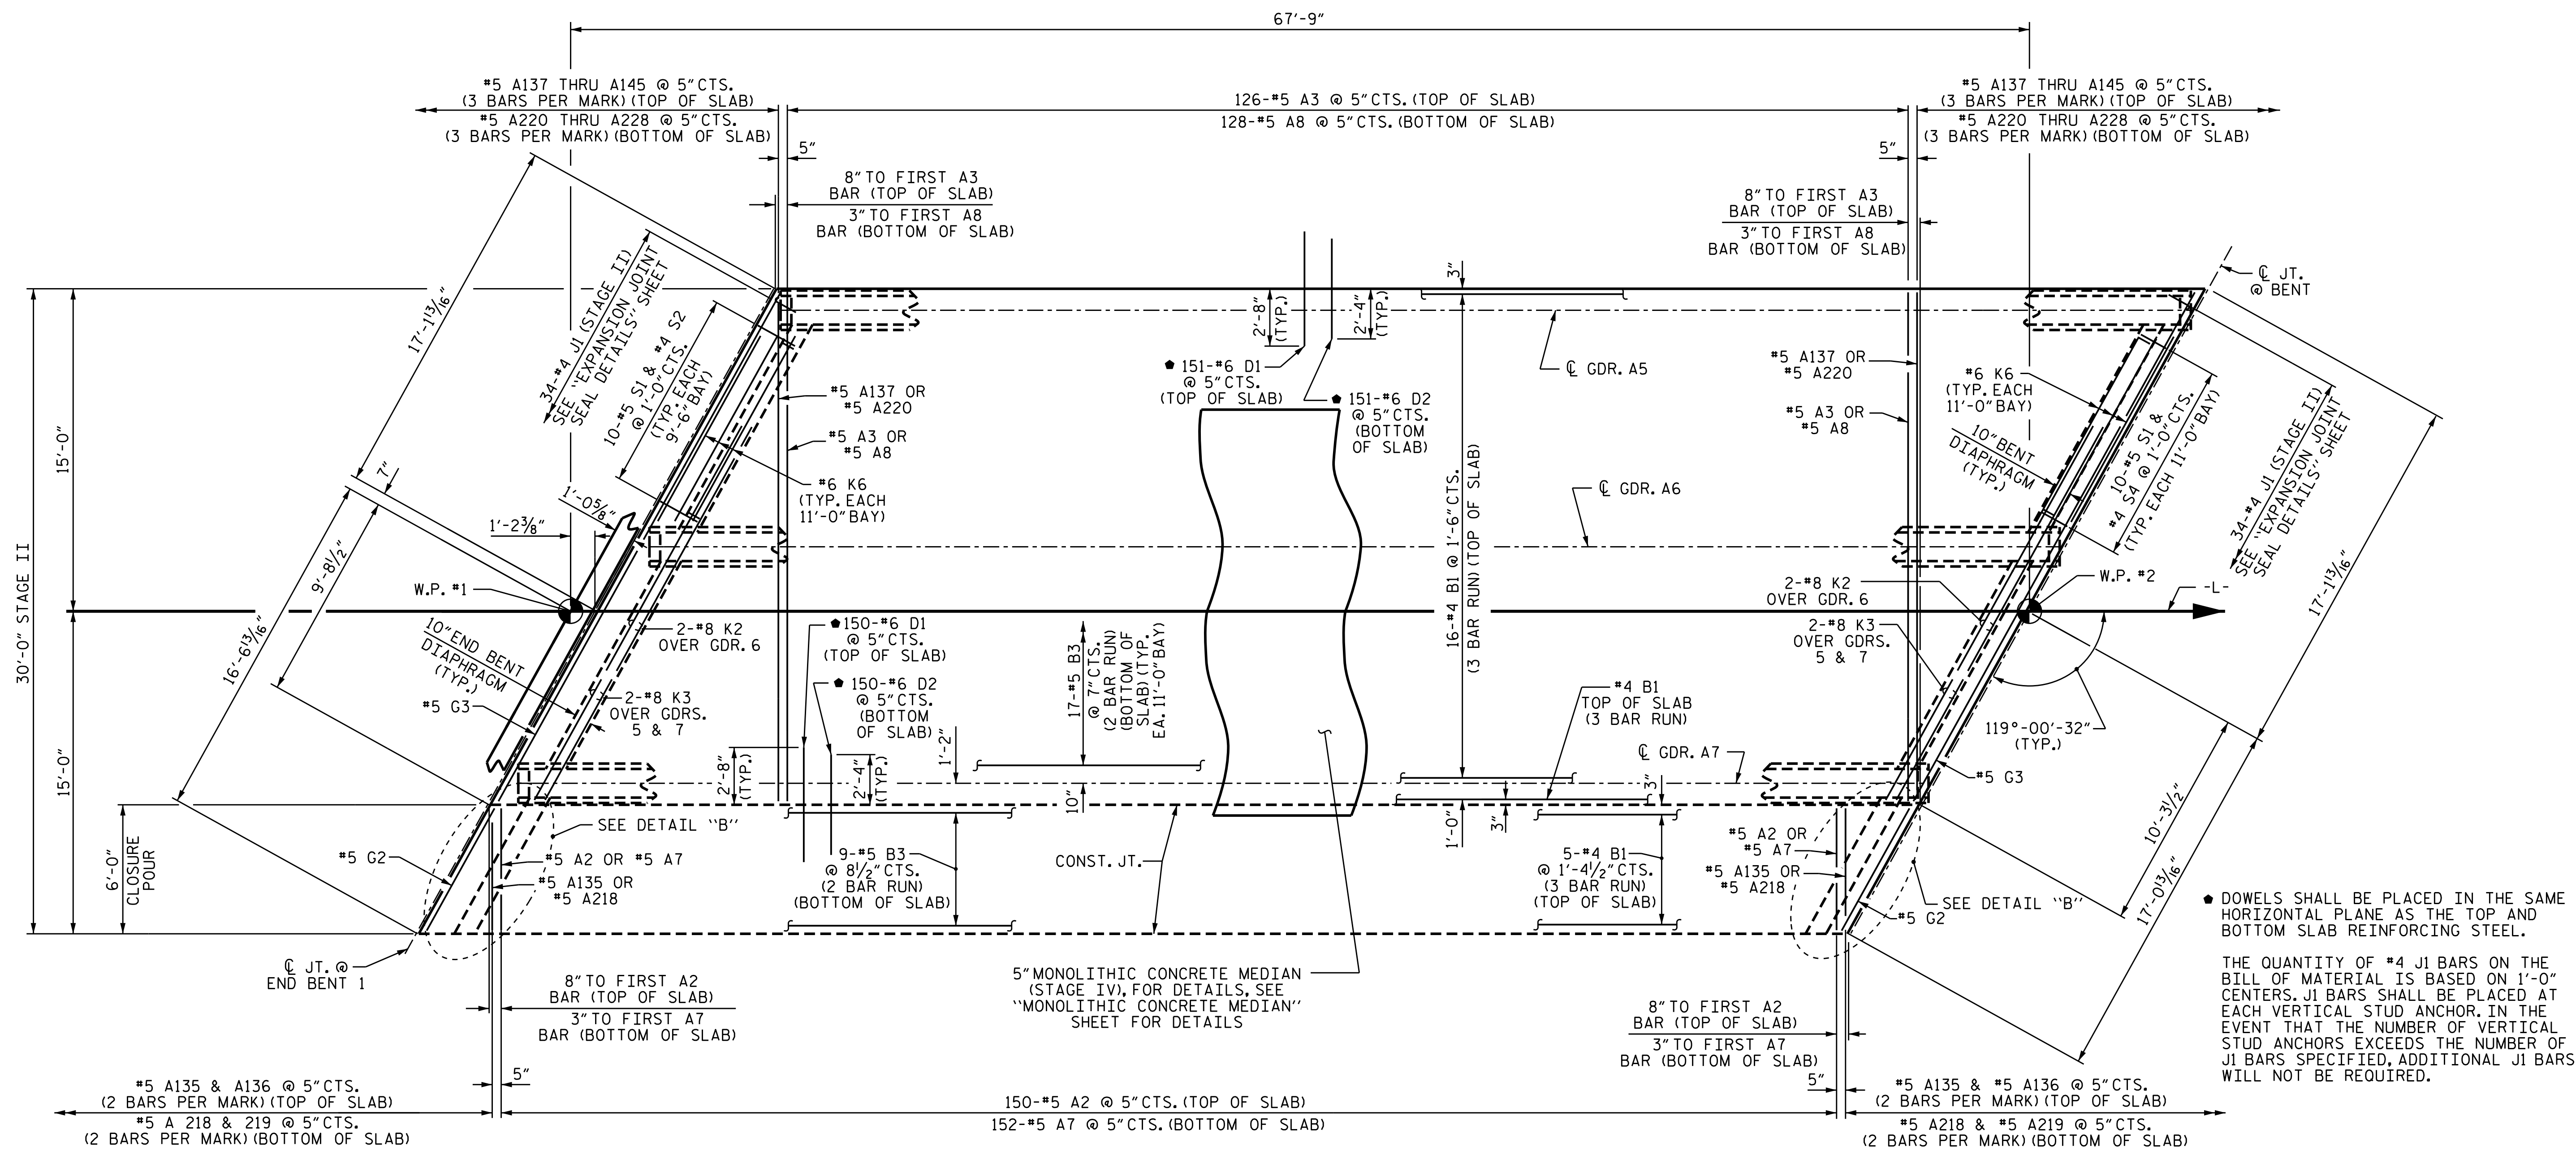 67'-9"
#5 A137 THRU A145 @ 5" CTS.
(3 BARS PER MARK) (TOP OF SLAB)
#5 A220 THRU A228 @ 5" CTS.
(3 BARS PER MARK) (BOTTOM OF SLAB)
126-#5 A3 @ 5" CTS. (TOP OF SLAB)
128-#5 A8 @ 5" CTS. (BOTTOM OF SLAB)
#5 A137 THRU A145 @ 5" CTS.
(3 BARS PER MARK) (TOP OF SLAB)
#5 A220 THRU A228 @ 5" CTS.
(3 BARS PER MARK) (BOTTOM OF SLAB)
5"
5"
8" TO FIRST A3
BAR (TOP OF SLAB)
3" TO FIRST A8
BAR (BOTTOM OF SLAB)
8" TO FIRST A3
BAR (TOP OF SLAB)
3" TO FIRST A8
BAR (BOTTOM OF SLAB)
17'-1 13/16"
34-#4 J1 (STAGE II)
SEE "EXPANSION JOINT
SEAL DETAILS" SHEET
10-#5 S1 & #4 S2
@ 1'-0" CTS.
(TYP. EACH
9'-6" BAY)
3"
2'-8"
(TYP.)
2'-4"
(TYP.)
℄ JT.
@ BENT
⬟ 151-#6 D1
@ 5" CTS.
(TOP OF SLAB)
⬟ 151-#6 D2
@ 5" CTS.
(BOTTOM
OF SLAB)
℄ GDR. A5
#5 A137 OR
#5 A220
#5 A137 OR
#5 A220
#5 A3 OR
#5 A8
#5 A3 OR
#5 A8
#6 K6
(TYP. EACH
11'-0" BAY)
#6 K6
(TYP. EACH
11'-0" BAY)
10" BENT
DIAPHRAGM
(TYP.)
10-#5 S1 &
#4 S4 @ 1'-0" CTS.
(TYP. EACH 11'-0" BAY)
34-#4 J1 (STAGE II)
SEE "EXPANSION JOINT
SEAL DETAILS" SHEET
15'-0"
30'-0" STAGE II
15'-0"
7"
1'-0 5/8"
1'-2 3/8"
9'-8 1/2"
16'-6 13/16"
16-#4 B1 @ 1'-6" CTS.
(3 BAR RUN) (TOP OF SLAB)
℄ GDR. A6
W.P. #1
W.P. #2
-L-
17'-1 13/16"
10" END BENT
DIAPHRAGM
(TYP.)
#5 G3
2-#8 K2
OVER GDR. 6
2-#8 K3
OVER GDRS.
5 & 7
⬟150-#6 D1
@ 5" CTS.
(TOP OF SLAB)
⬟ 150-#6 D2
@ 5" CTS.
(BOTTOM
OF SLAB)
17-#5 B3
@ 7" CTS.
(2 BAR RUN)
(BOTTOM OF
SLAB) (TYP.
EA. 11'-0" BAY)
2-#8 K2
OVER GDR. 6
2-#8 K3
OVER GDRS.
5 & 7
119°-00'-32"
(TYP.)
#4 B1
TOP OF SLAB
(3 BAR RUN)
℄ GDR. A7
#5 G3
2'-8"
(TYP.)
2'-4"
(TYP.)
1'-2"
10"
1'-0"
3"
3"
10'-3 1/2"
17'-0 13/16"
6'-0"
CLOSURE
POUR
#5 G2
SEE DETAIL "B"
#5 A2 OR #5 A7
#5 A135 OR
#5 A218
9-#5 B3
@ 8 1/2" CTS.
(2 BAR RUN)
(BOTTOM OF SLAB)
CONST. JT.
5-#4 B1
@ 1'-4 1/2" CTS.
(3 BAR RUN)
(TOP OF SLAB)
#5 A2 OR
#5 A7
#5 A135 OR
#5 A218
SEE DETAIL "B"
#5 G2
℄ JT. @
END BENT 1
5" MONOLITHIC CONCRETE MEDIAN
(STAGE IV), FOR DETAILS, SEE
"MONOLITHIC CONCRETE MEDIAN"
SHEET FOR DETAILS
8" TO FIRST A2
BAR (TOP OF SLAB)
3" TO FIRST A7
BAR (BOTTOM OF SLAB)
8" TO FIRST A2
BAR (TOP OF SLAB)
3" TO FIRST A7
BAR (BOTTOM OF SLAB)
5"
5"
#5 A135 & A136 @ 5" CTS.
(2 BARS PER MARK) (TOP OF SLAB)
#5 A 218 & 219 @ 5" CTS.
(2 BARS PER MARK) (BOTTOM OF SLAB)
150-#5 A2 @ 5" CTS. (TOP OF SLAB)
152-#5 A7 @ 5" CTS. (BOTTOM OF SLAB)
#5 A135 & #5 A136 @ 5" CTS.
(2 BARS PER MARK) (TOP OF SLAB)
#5 A218 & #5 A219 @ 5" CTS.
(2 BARS PER MARK) (BOTTOM OF SLAB)
⬟ DOWELS SHALL BE PLACED IN THE SAME
HORIZONTAL PLANE AS THE TOP AND
BOTTOM SLAB REINFORCING STEEL.
THE QUANTITY OF #4 J1 BARS ON THE
BILL OF MATERIAL IS BASED ON 1'-0"
CENTERS. J1 BARS SHALL BE PLACED AT
EACH VERTICAL STUD ANCHOR. IN THE
EVENT THAT THE NUMBER OF VERTICAL
STUD ANCHORS EXCEEDS THE NUMBER OF
J1 BARS SPECIFIED, ADDITIONAL J1 BARS
WILL NOT BE REQUIRED.